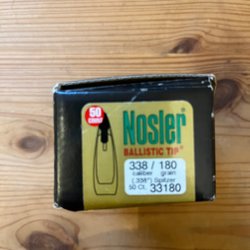 50
COUNT
Nosler
BALLISTIC TIP®
338 / 180
caliber grain
(.338") Spitzer
50 Ct. 33180